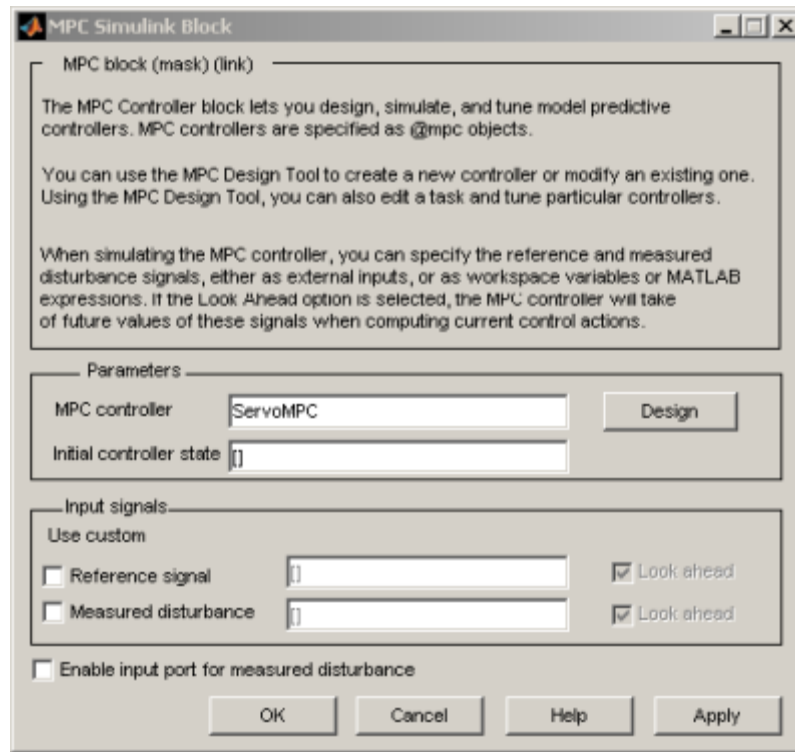 MPC Simulink Block
MPC block (mask) (link)
The MPC Controller block lets you design, simulate, and tune model predictive
controllers. MPC controllers are specified as @mpc objects.
You can use the MPC Design Tool to create a new controller or modify an existing one.
Using the MPC Design Tool, you can also edit a task and tune particular controllers.
When simulating the MPC controller, you can specify the reference and measured
disturbance signals, either as external inputs, or as workspace variables or MATLAB
expressions. If the Look Ahead option is selected, the MPC controller will take
of future values of these signals when computing current control actions.
Parameters
MPC controller ServoMPC Design
Initial controller state []
Input signals
Use custom
Reference signal [] Look ahead
Measured disturbance [] Look ahead
Enable input port for measured disturbance
OK Cancel Help Apply